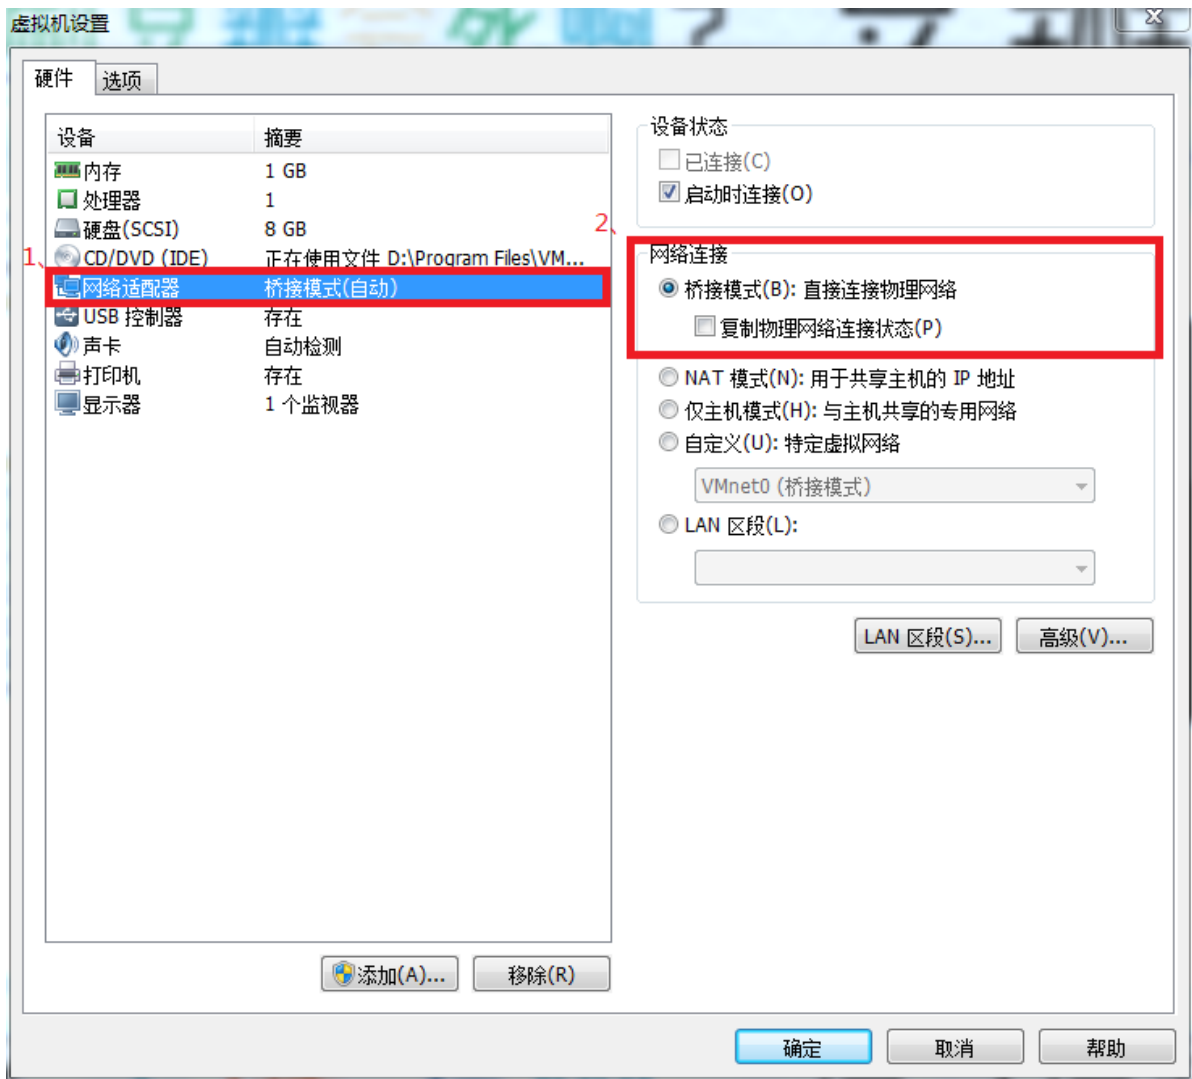 虚拟机设置
硬件 选项
设备 摘要
内存 1 GB
处理器 1
硬盘(SCSI) 8 GB
1、
CD/DVD (IDE) 正在使用文件 D:\Program Files\VM...
网络适配器 桥接模式(自动)
USB 控制器 存在
声卡 自动检测
打印机 存在
显示器 1 个监视器
添加(A)... 移除(R)
设备状态
已连接(C)
启动时连接(O)
2、
网络连接
桥接模式(B): 直接连接物理网络
复制物理网络连接状态(P)
NAT 模式(N): 用于共享主机的 IP 地址
仅主机模式(H): 与主机共享的专用网络
自定义(U): 特定虚拟网络
VMnet0 (桥接模式)
LAN 区段(L):
LAN 区段(S)... 高级(V)...
确定 取消 帮助